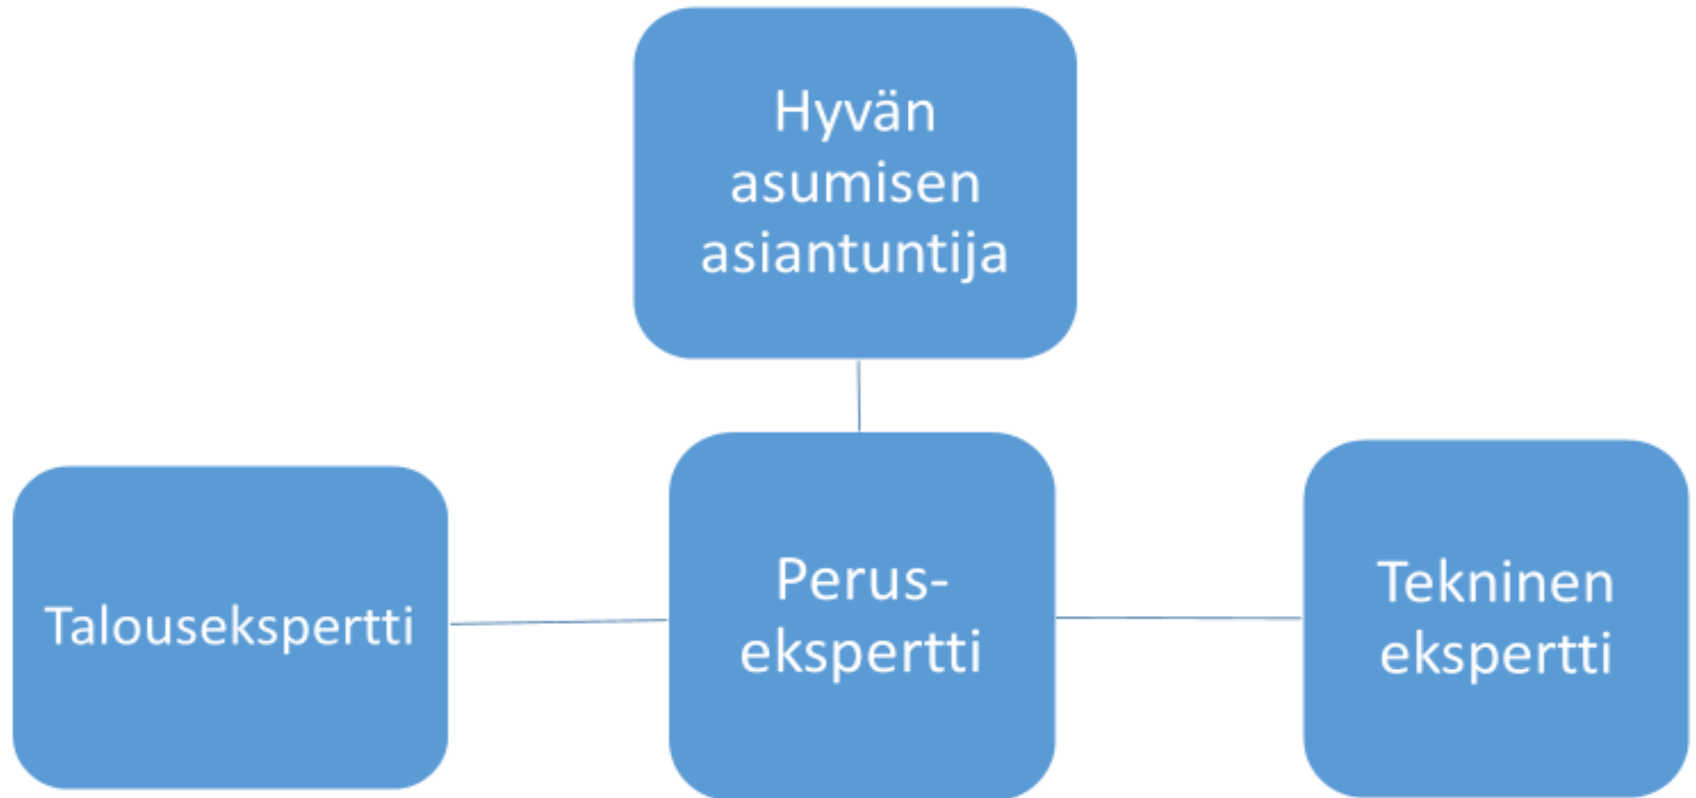 Hyvän
asumisen
asiantuntija
Talousekspertti
Perus-
ekspertti
Tekninen
ekspertti